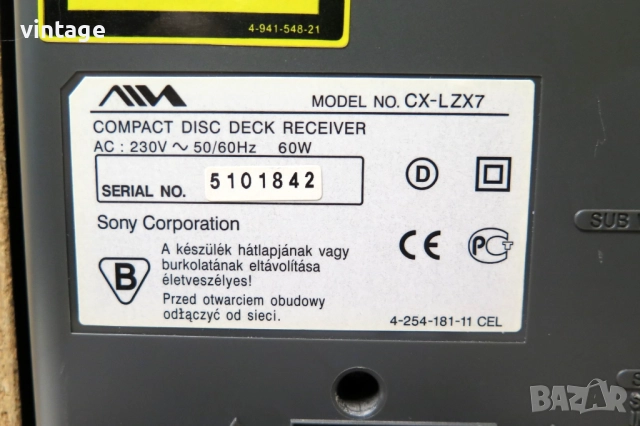 vintage
4-941-548-21
AIWA
MODEL NO. CX-LZX7
COMPACT DISC DECK RECEIVER
AC : 230V ~ 50/60Hz 60W
SERIAL NO. 5101842
D
Sony Corporation
CE
B
A készülék hátlapjának vagy
burkolatának eltávolítása
életveszélyes!
Przed otwarciem obudowy
odłączyć od sieci.
4-254-181-11 CEL
SUB
BAZAR